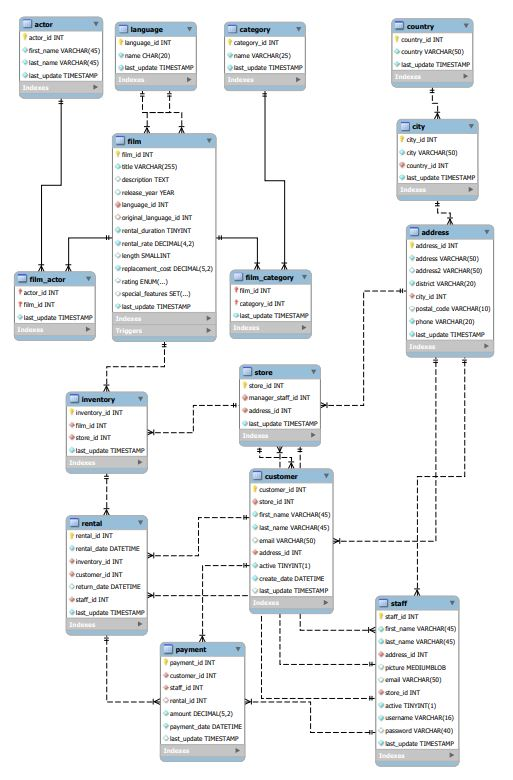 actor
actor_id INT
first_name VARCHAR(45)
last_name VARCHAR(45)
last_update TIMESTAMP
Indexes
language
language_id INT
name CHAR(20)
last_update TIMESTAMP
Indexes
category
category_id INT
name VARCHAR(25)
last_update TIMESTAMP
Indexes
country
country_id INT
country VARCHAR(50)
last_update TIMESTAMP
Indexes
city
city_id INT
city VARCHAR(50)
country_id INT
last_update TIMESTAMP
Indexes
film
film_id INT
title VARCHAR(255)
description TEXT
release_year YEAR
language_id INT
original_language_id INT
rental_duration TINYINT
rental_rate DECIMAL(4,2)
length SMALLINT
replacement_cost DECIMAL(5,2)
rating ENUM(...)
special_features SET(...)
last_update TIMESTAMP
Indexes
Triggers
address
address_id INT
address VARCHAR(50)
address2 VARCHAR(50)
district VARCHAR(20)
city_id INT
postal_code VARCHAR(10)
phone VARCHAR(20)
last_update TIMESTAMP
Indexes
film_actor
actor_id INT
film_id INT
last_update TIMESTAMP
Indexes
film_category
film_id INT
category_id INT
last_update TIMESTAMP
Indexes
inventory
inventory_id INT
film_id INT
store_id INT
last_update TIMESTAMP
Indexes
store
store_id INT
manager_staff_id INT
address_id INT
last_update TIMESTAMP
Indexes
customer
customer_id INT
store_id INT
first_name VARCHAR(45)
last_name VARCHAR(45)
email VARCHAR(50)
address_id INT
active TINYINT(1)
create_date DATETIME
last_update TIMESTAMP
Indexes
rental
rental_id INT
rental_date DATETIME
inventory_id INT
customer_id INT
return_date DATETIME
staff_id INT
last_update TIMESTAMP
Indexes
payment
payment_id INT
customer_id INT
staff_id INT
rental_id INT
amount DECIMAL(5,2)
payment_date DATETIME
last_update TIMESTAMP
Indexes
staff
staff_id INT
first_name VARCHAR(45)
last_name VARCHAR(45)
address_id INT
picture MEDIUMBLOB
email VARCHAR(50)
store_id INT
active TINYINT(1)
username VARCHAR(16)
password VARCHAR(40)
last_update TIMESTAMP
Indexes